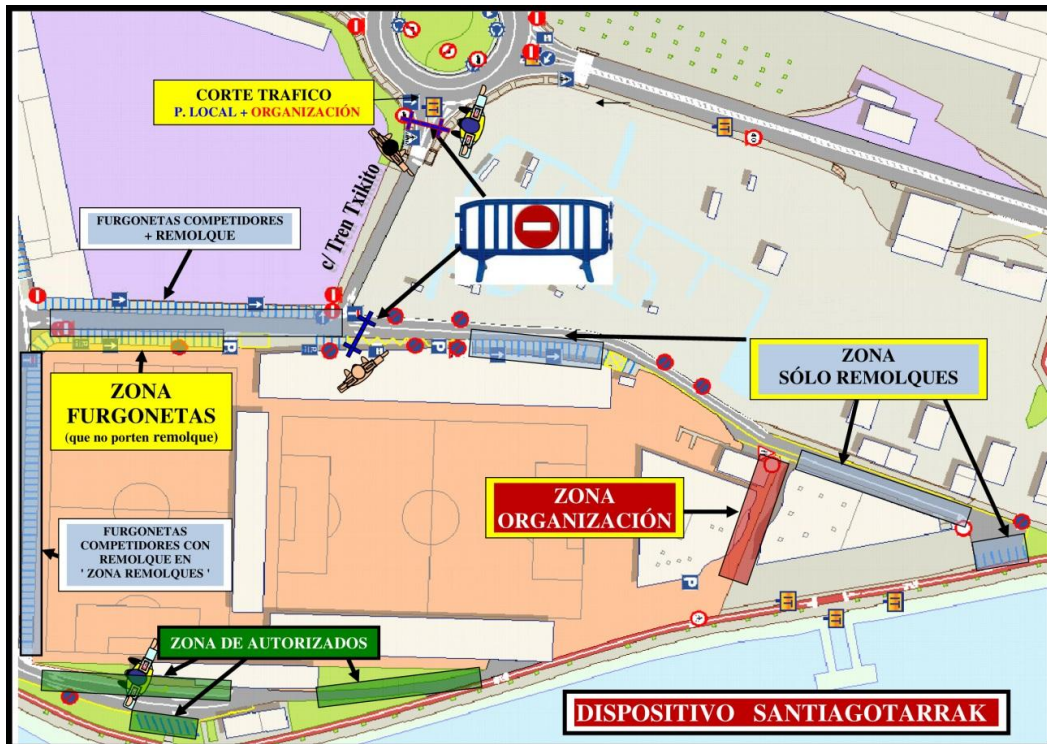 CORTE TRAFICO
P. LOCAL + ORGANIZACIÓN
FURGONETAS COMPETIDORES
+ REMOLQUE
c/ Tren Txikito
ZONA
SÓLO REMOLQUES
ZONA
FURGONETAS
(que no porten remolque)
ZONA
ORGANIZACIÓN
FURGONETAS
COMPETIDORES CON
REMOLQUE EN
' ZONA REMOLQUES '
ZONA DE AUTORIZADOS
DISPOSITIVO SANTIAGOTARRAK